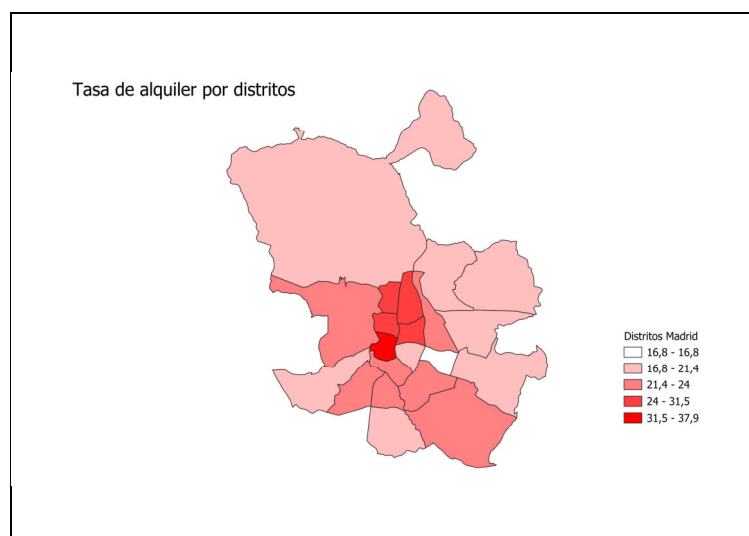 Tasa de alquiler por distritos
Distritos Madrid
16,8 - 16,8
16,8 - 21,4
21,4 - 24
24 - 31,5
31,5 - 37,9